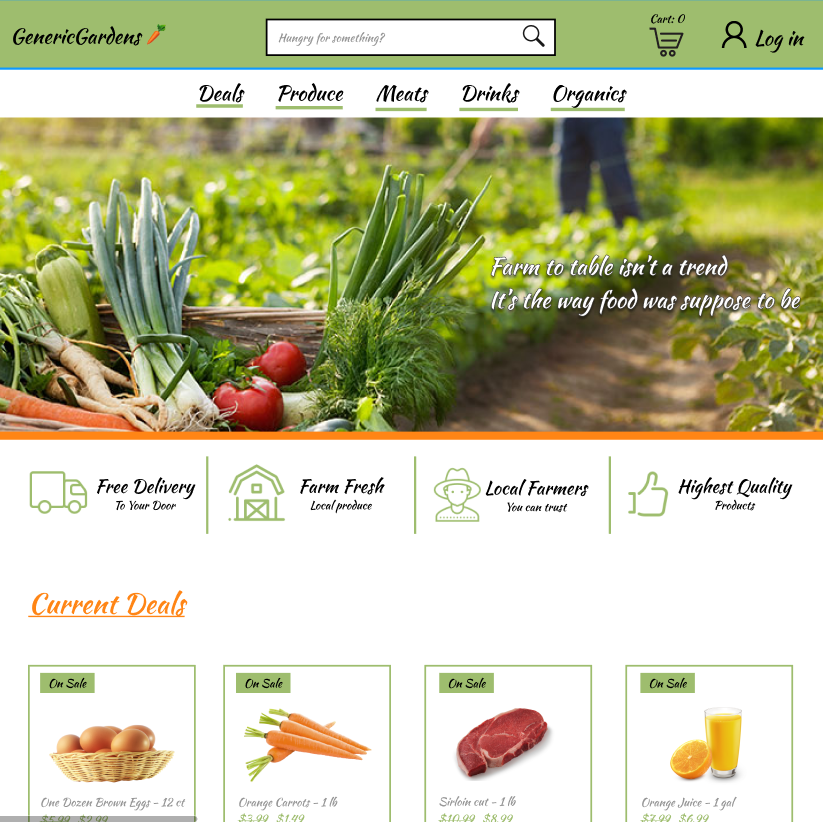 GenericGardens
Hungry for something?
Cart: 0
Log in
Deals Produce Meats Drinks Organics
Farm to table isn't a trend
It's the way food was suppose to be
Free Delivery
To Your Door
Farm Fresh
Local produce
Local Farmers
You can trust
Highest Quality
Products
Current Deals
On Sale
One Dozen Brown Eggs - 12 ct
$5.99 $2.99
On Sale
Orange Carrots - 1 lb
$3.99 $1.49
On Sale
Sirloin cut - 1 lb
$10.99 $8.99
On Sale
Orange Juice - 1 gal
$7.99 $6.99